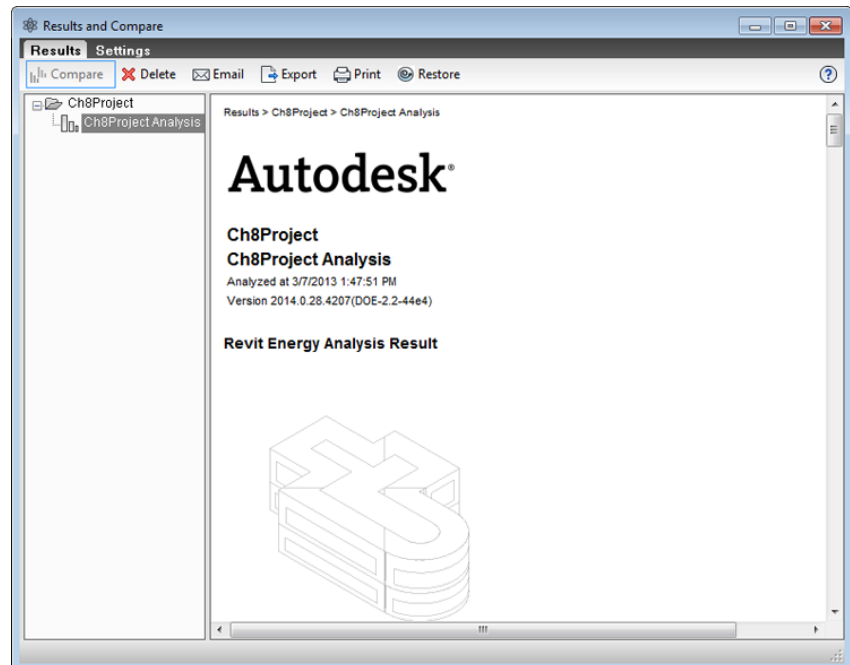 Results and Compare
Results Settings
Compare Delete Email Export Print Restore ?
Ch8Project
Ch8Project Analysis
Results > Ch8Project > Ch8Project Analysis
Autodesk®
Ch8Project
Ch8Project Analysis
Analyzed at 3/7/2013 1:47:51 PM
Version 2014.0.28.4207(DOE-2.2-44e4)
Revit Energy Analysis Result